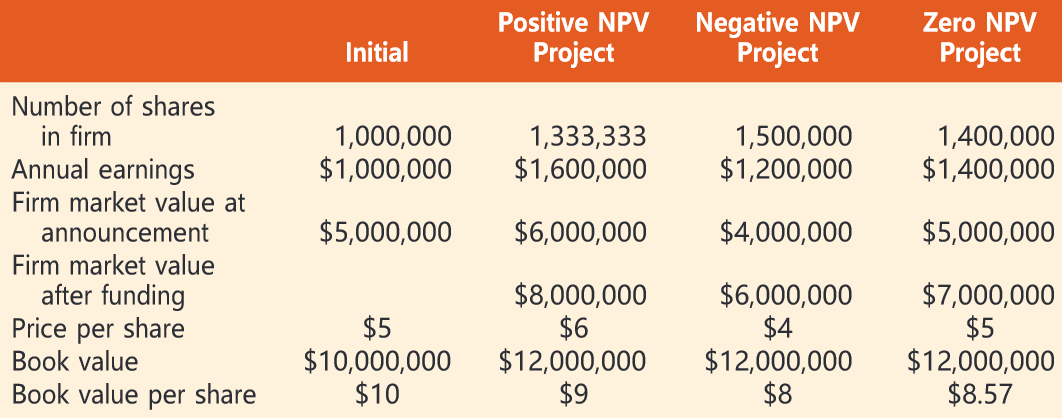 Initial Positive NPV Project Negative NPV Project Zero NPV Project
Number of shares
in firm 1,000,000 1,333,333 1,500,000 1,400,000
Annual earnings $1,000,000 $1,600,000 $1,200,000 $1,400,000
Firm market value at
announcement $5,000,000 $6,000,000 $4,000,000 $5,000,000
Firm market value
after funding $8,000,000 $6,000,000 $7,000,000
Price per share $5 $6 $4 $5
Book value $10,000,000 $12,000,000 $12,000,000 $12,000,000
Book value per share $10 $9 $8 $8.57